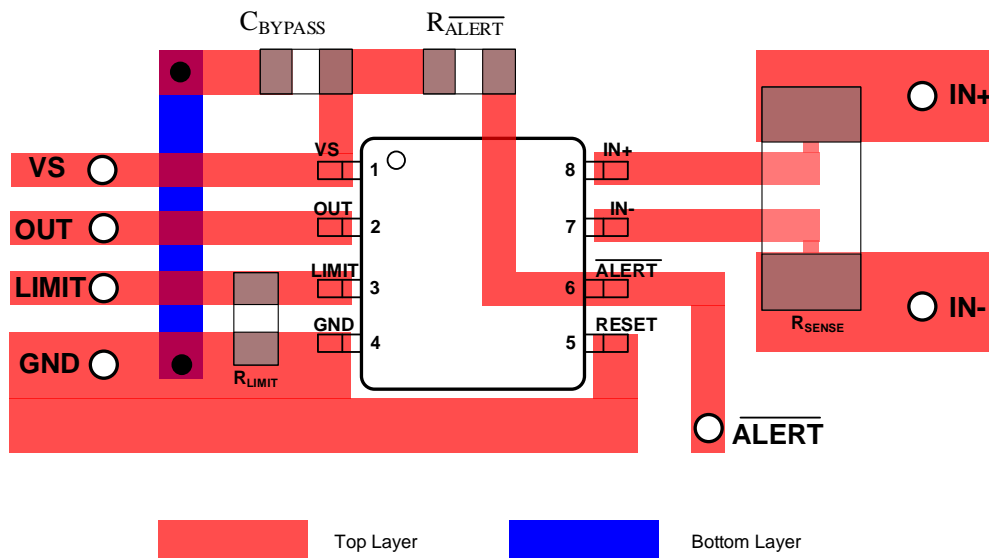 CBYPASS
RALERT
IN+
VS
VS
1
8
IN+
OUT
OUT
2
7
IN-
LIMIT
LIMIT
3
6
ALERT
IN-
GND
GND
4
5
RESET
RSENSE
RLIMIT
ALERT
Top Layer
Bottom Layer